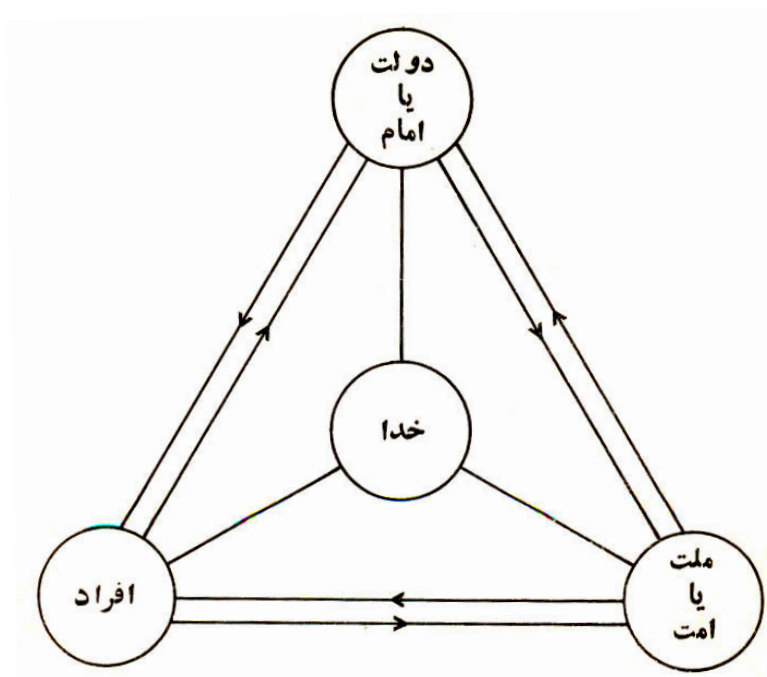 دولت
یا
امام
خدا
ملت
یا
امت
افراد